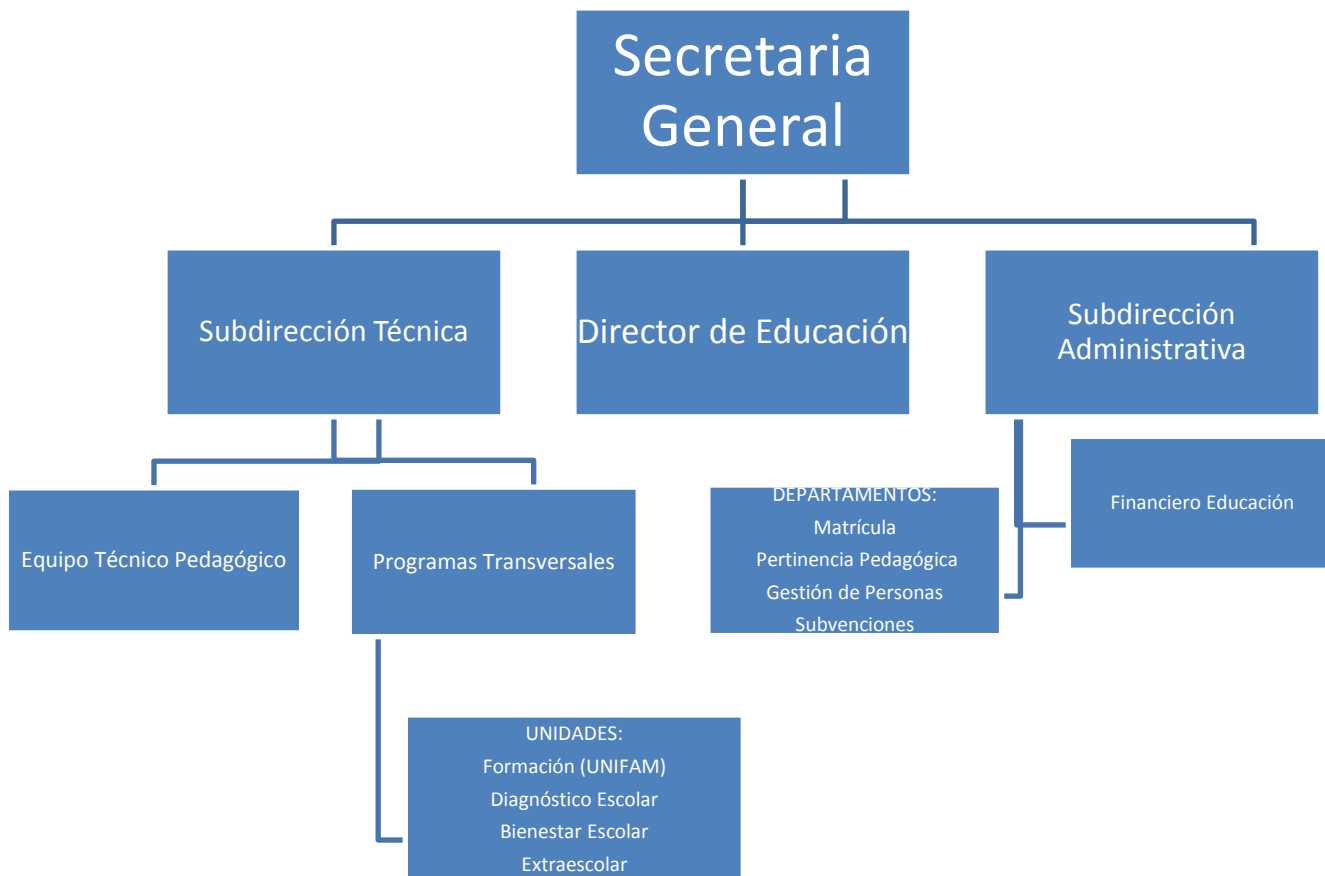 Secretaria
General
Subdirección Técnica
Director de Educación
Subdirección
Administrativa
Equipo Técnico Pedagógico
Programas Transversales
DEPARTAMENTOS:
Matrícula
Pertinencia Pedagógica
Gestión de Personas
Subvenciones
Financiero Educación
UNIDADES:
Formación (UNIFAM)
Diagnóstico Escolar
Bienestar Escolar
Extraescolar